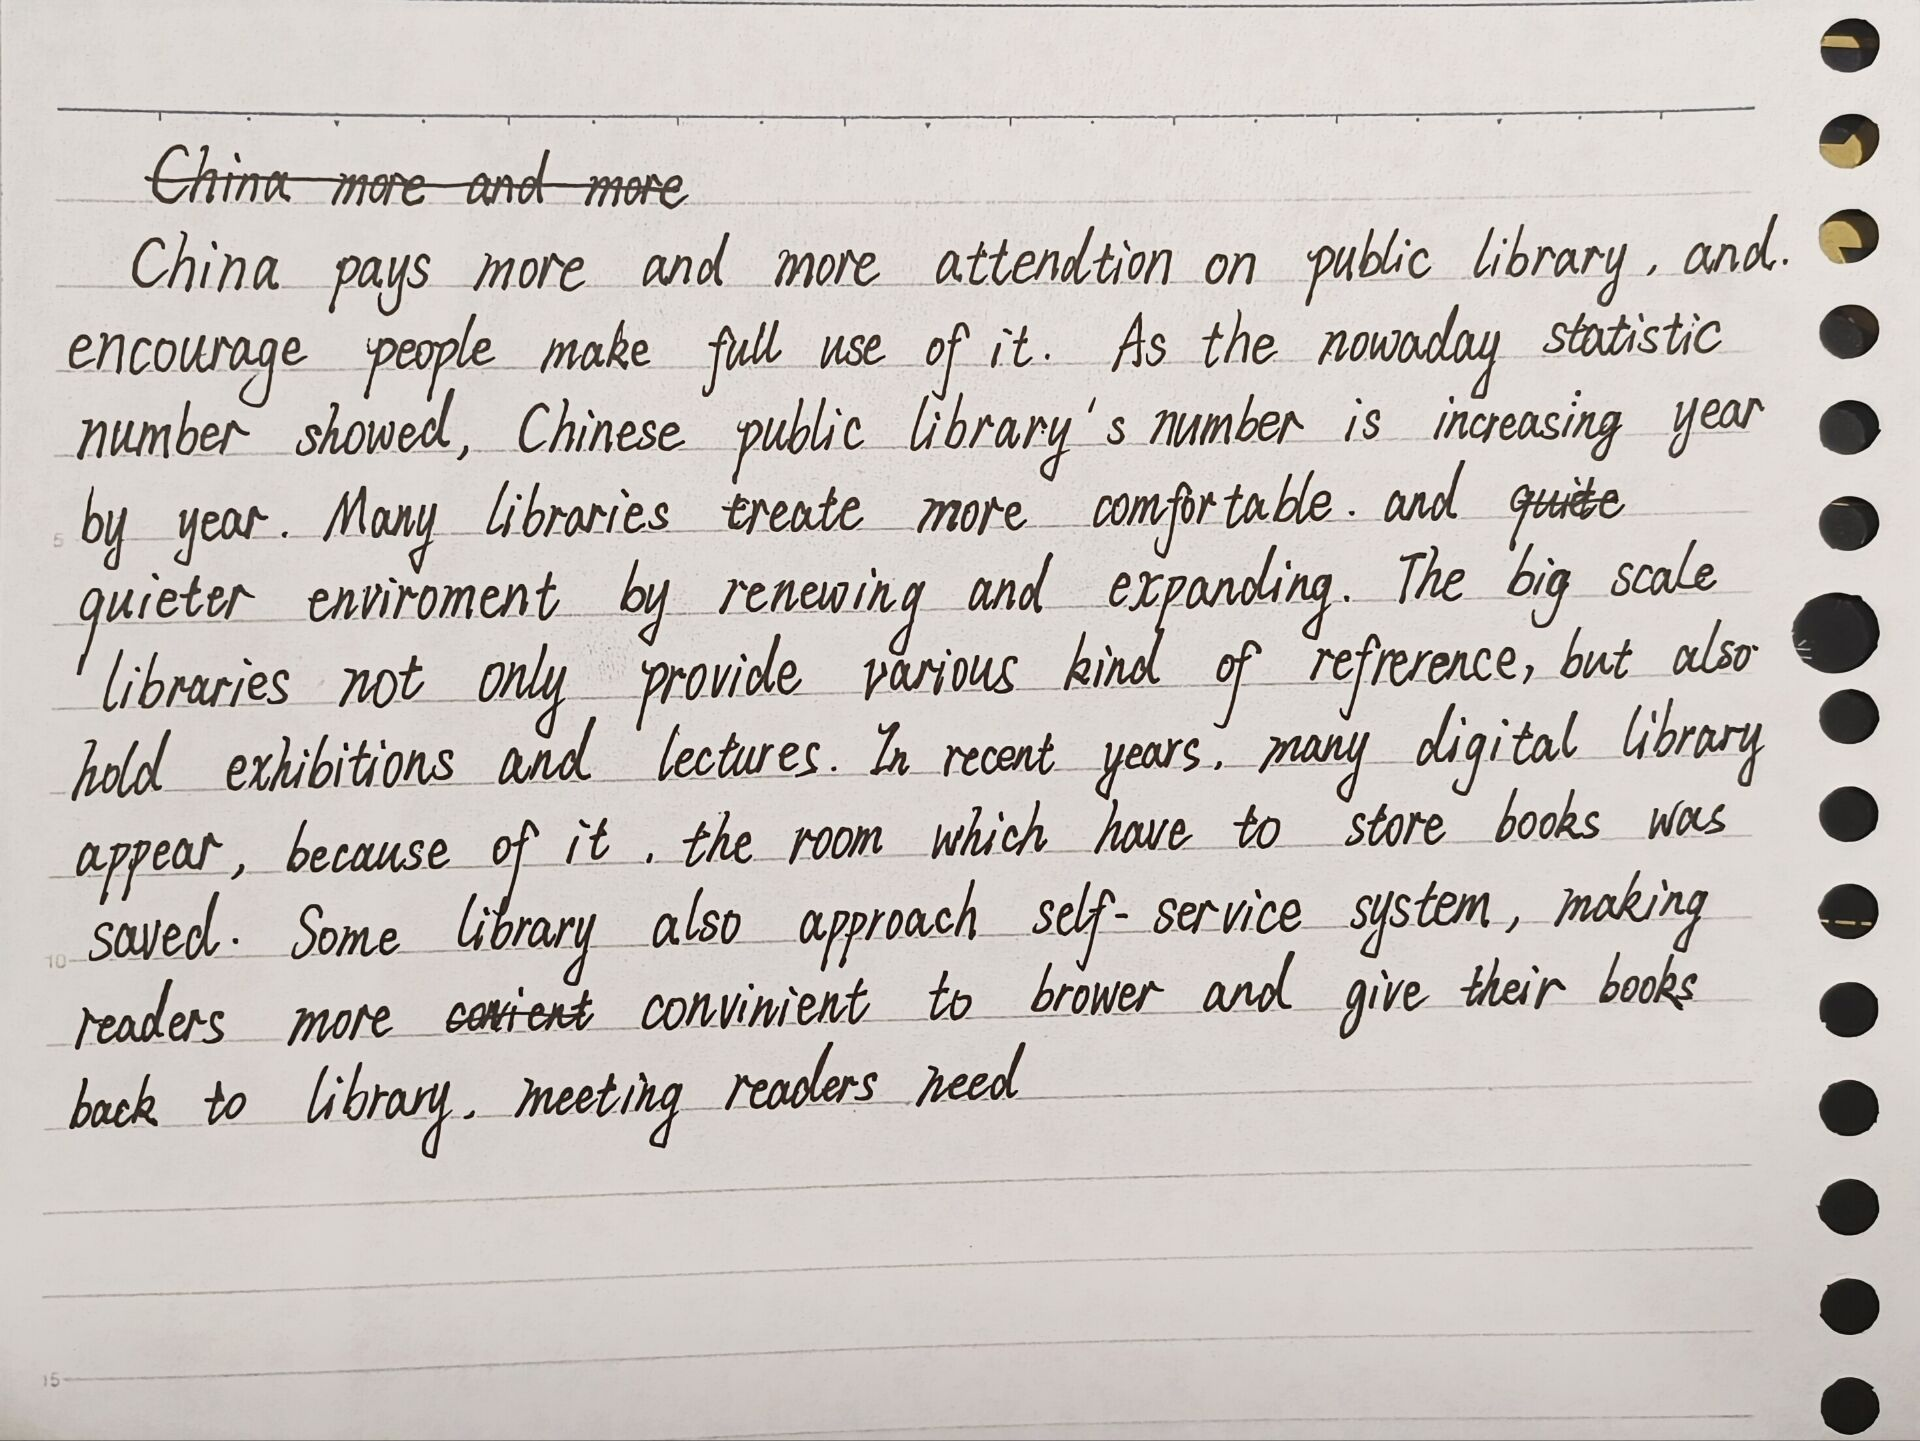 China more and more
China pays more and more attendtion on public library, and.
encourage people make full use of it. As the nowaday statistic
number showed, Chinese public library's number is increasing year
by year. Many libraries creats more comfortable. and quite
quieter enviroment by renewing and expanding. The big scale
libraries not only provide various kind of refrerence, but also
hold exhibitions and lectures. In recent years, many digital library
appear, because of it, the room which have to store books was
saved. Some library also approach self-service system, making
readers more convient convinient to brower and give their books
back to library, meeting readers need
5
10
15